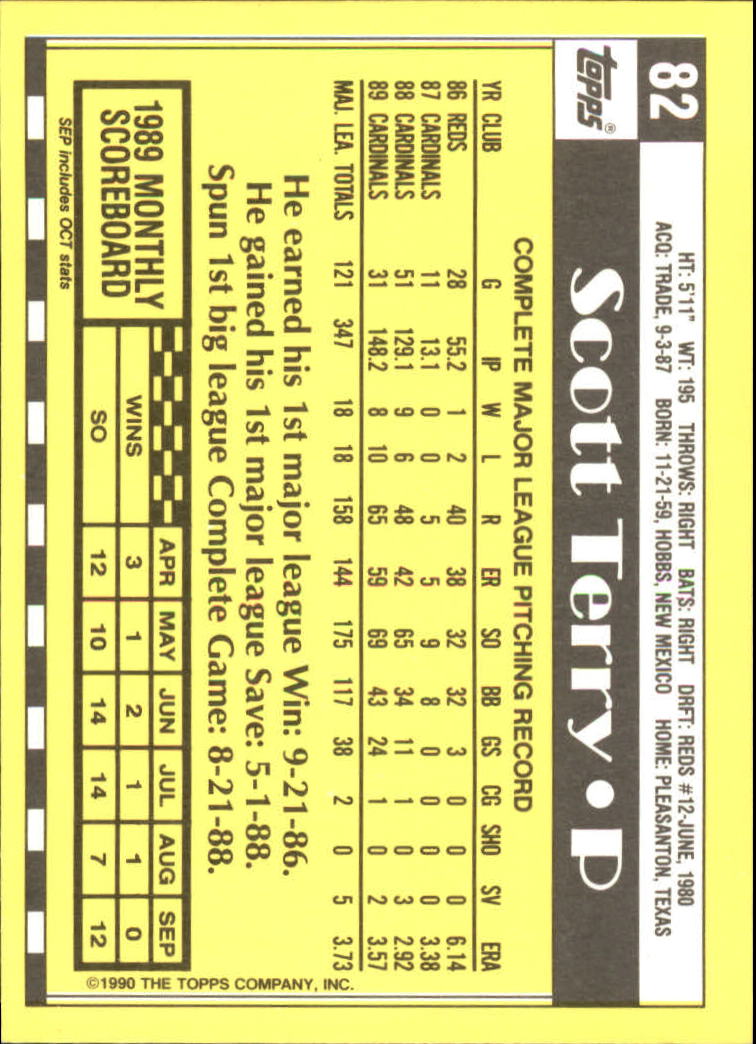 82
topps®
HT: 5'11" WT: 195 THROWS: RIGHT BATS: RIGHT DRFT: REDS #12-JUNE, 1980
ACQ: TRADE, 9-3-87 BORN: 11-21-59, HOBBS, NEW MEXICO HOME: PLEASANTON, TEXAS
Scott Terry • P
COMPLETE MAJOR LEAGUE PITCHING RECORD
YR CLUB G IP W L R ER SO BB GS CG SHO SV ERA
86 REDS 28 55.2 1 2 40 38 32 32 3 0 0 0 6.14
87 CARDINALS 11 13.1 0 0 5 5 9 8 0 0 0 0 3.38
88 CARDINALS 51 129.1 9 6 48 42 65 34 11 1 0 3 2.92
89 CARDINALS 31 148.2 8 10 65 59 69 43 24 1 0 2 3.57
MAJ. LEA. TOTALS 121 347 18 18 158 144 175 117 38 2 0 5 3.73
He earned his 1st major league Win: 9-21-86.
He gained his 1st major league Save: 5-1-88.
Spun 1st big league Complete Game: 8-21-88.
1989 MONTHLY
SCOREBOARD
APR MAY JUN JUL AUG SEP
WINS 3 1 2 1 1 0
SO 12 10 14 14 7 12
SEP includes OCT stats
©1990 THE TOPPS COMPANY, INC.